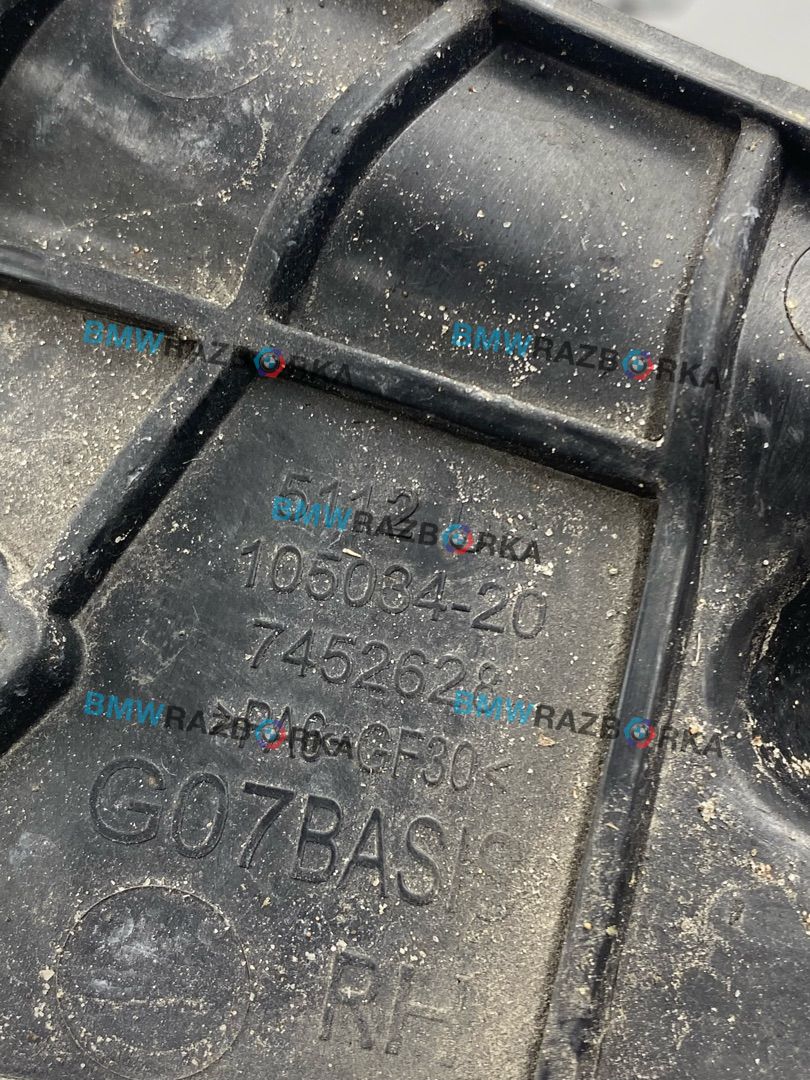 BMWRAZBORKA
BMWRAZBORKA
5112
BMWRAZBORKA
105034-20
7452628
BMWRAZBORKA
BMWRAZBORKA
>PA6-GF30<
G07BASIS
RH